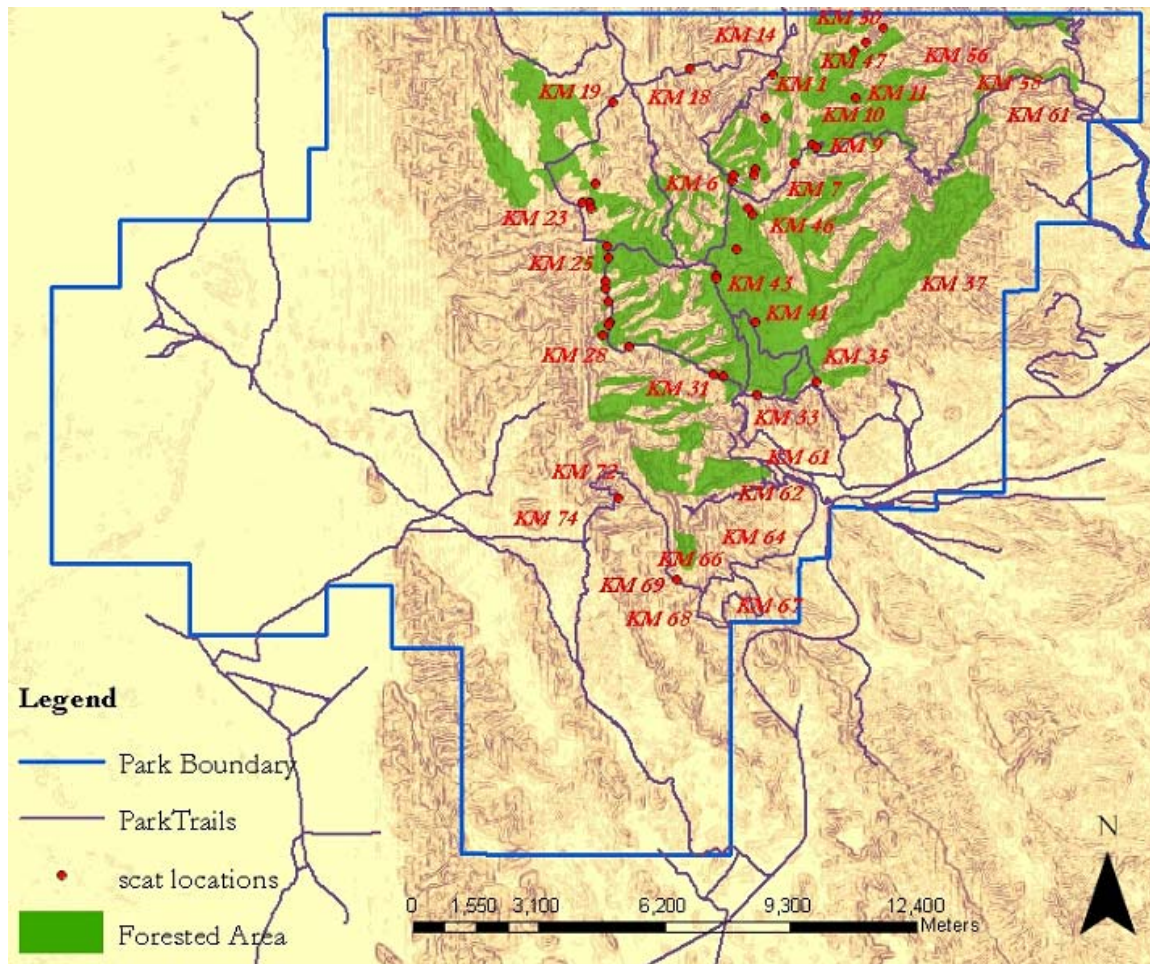 KM 50
KM 14
KM 47
KM 56
KM 1
KM 58
KM 19
KM 18
KM 11
KM 10
KM 61
KM 9
KM 6
KM 7
KM 23
KM 46
KM 25
KM 43
KM 37
KM 41
KM 28
KM 35
KM 31
KM 33
KM 61
KM 72
KM 62
KM 74
KM 64
KM 66
KM 69
KM 67
KM 68
Legend
Park Boundary
ParkTrails
scat locations
Forested Area
N
0 1,550 3,100 6,200 9,300 12,400
Meters